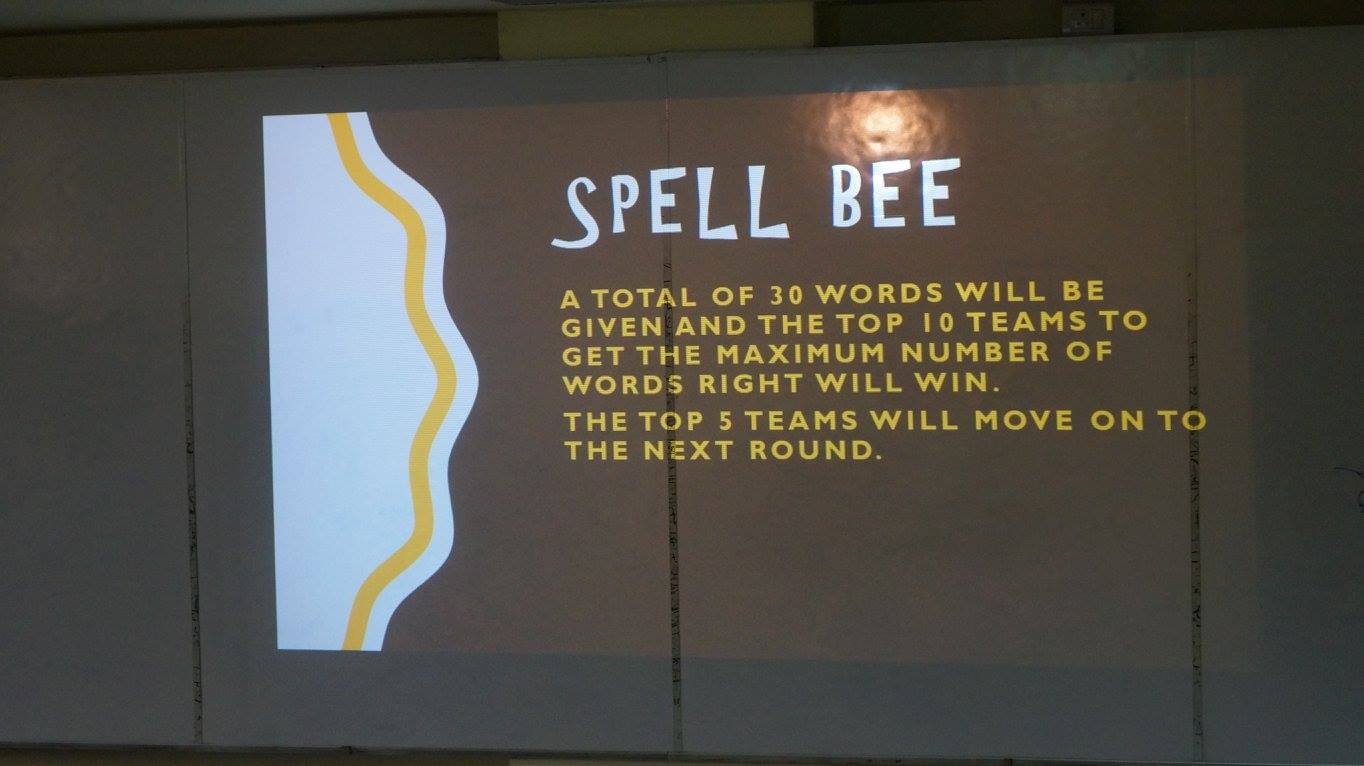 SPELL BEE
A TOTAL OF 30 WORDS WILL BE
GIVEN AND THE TOP 10 TEAMS TO
GET THE MAXIMUM NUMBER OF
WORDS RIGHT WILL WIN.
THE TOP 5 TEAMS WILL MOVE ON TO
THE NEXT ROUND.